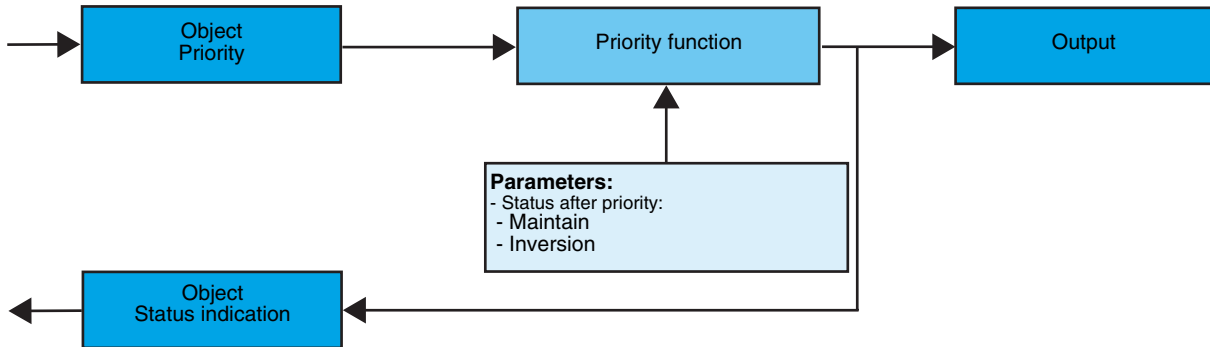 Object
Priority
Priority function
Output
Parameters:
- Status after priority:
- Maintain
- Inversion
Object
Status indication